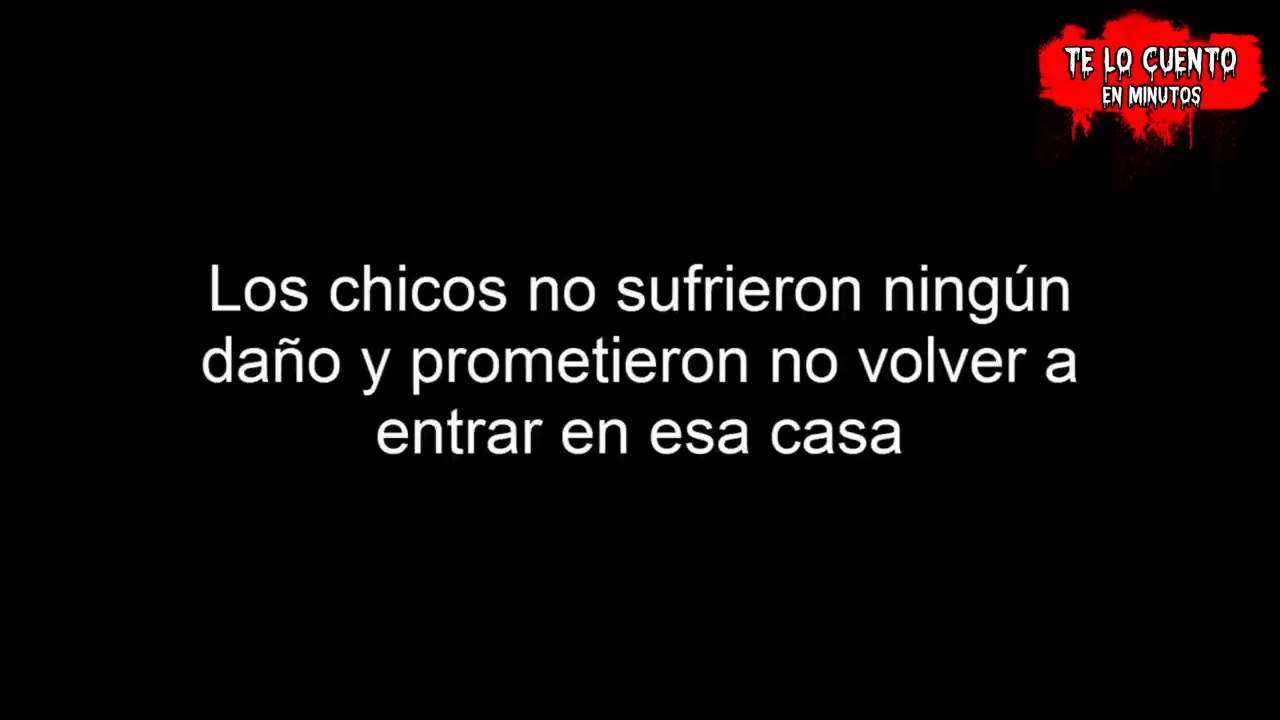 TE LO CUENTO
EN MINUTOS
Los chicos no sufrieron ningún
daño y prometieron no volver a
entrar en esa casa